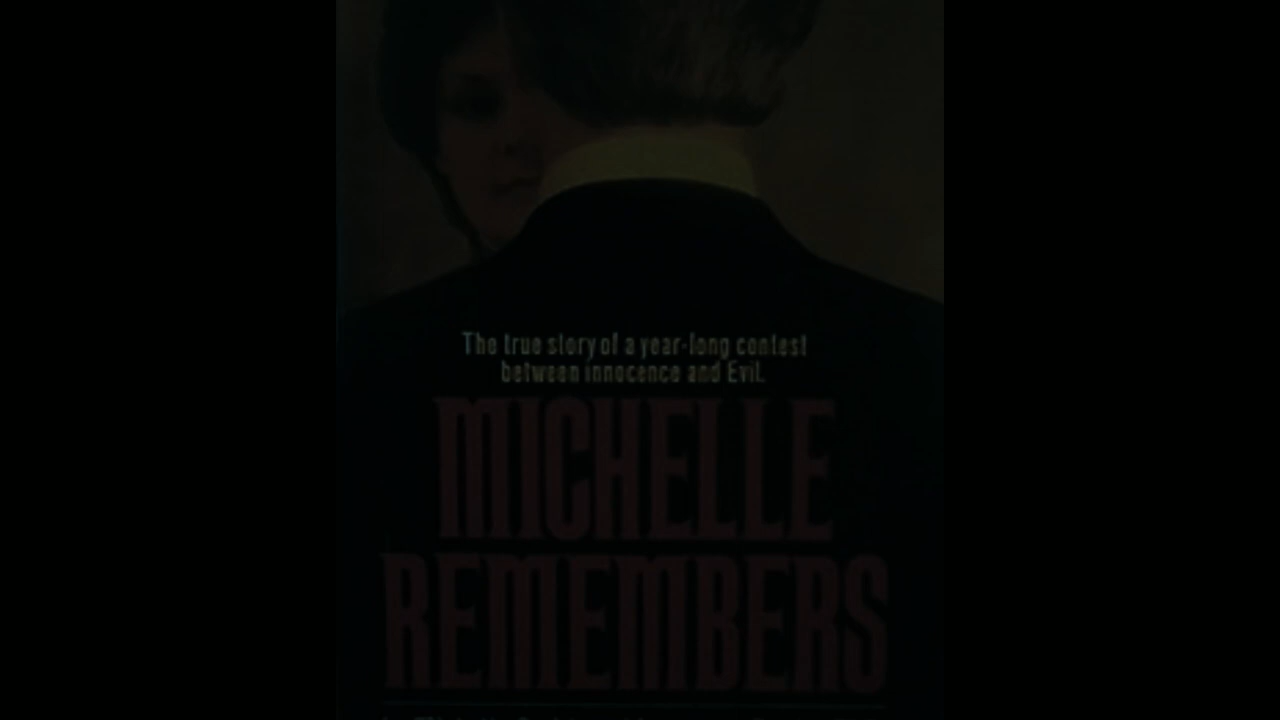 The true story of a year-long contest
between innocence and Evil.
MICHELLE
REMEMBERS